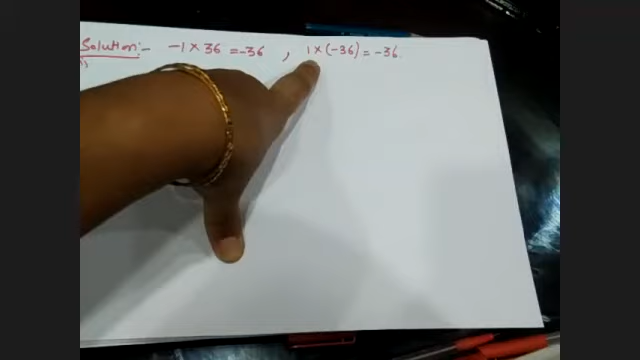 Solution:- -1 × 36 = -36 , 1 × (-36) = -36.